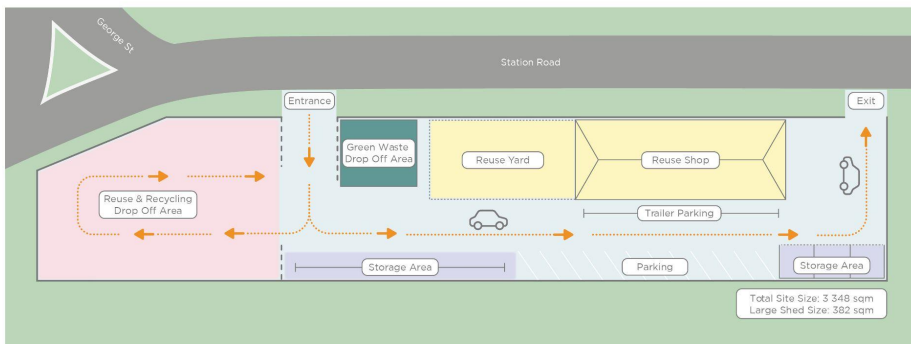 George St
Station Road
Entrance
Exit
Green Waste
Drop Off Area
Reuse Yard
Reuse Shop
Reuse & Recycling
Drop Off Area
Trailer Parking
Storage Area
Parking
Storage Area
Total Site Size: 3 348 sqm
Large Shed Size: 382 sqm